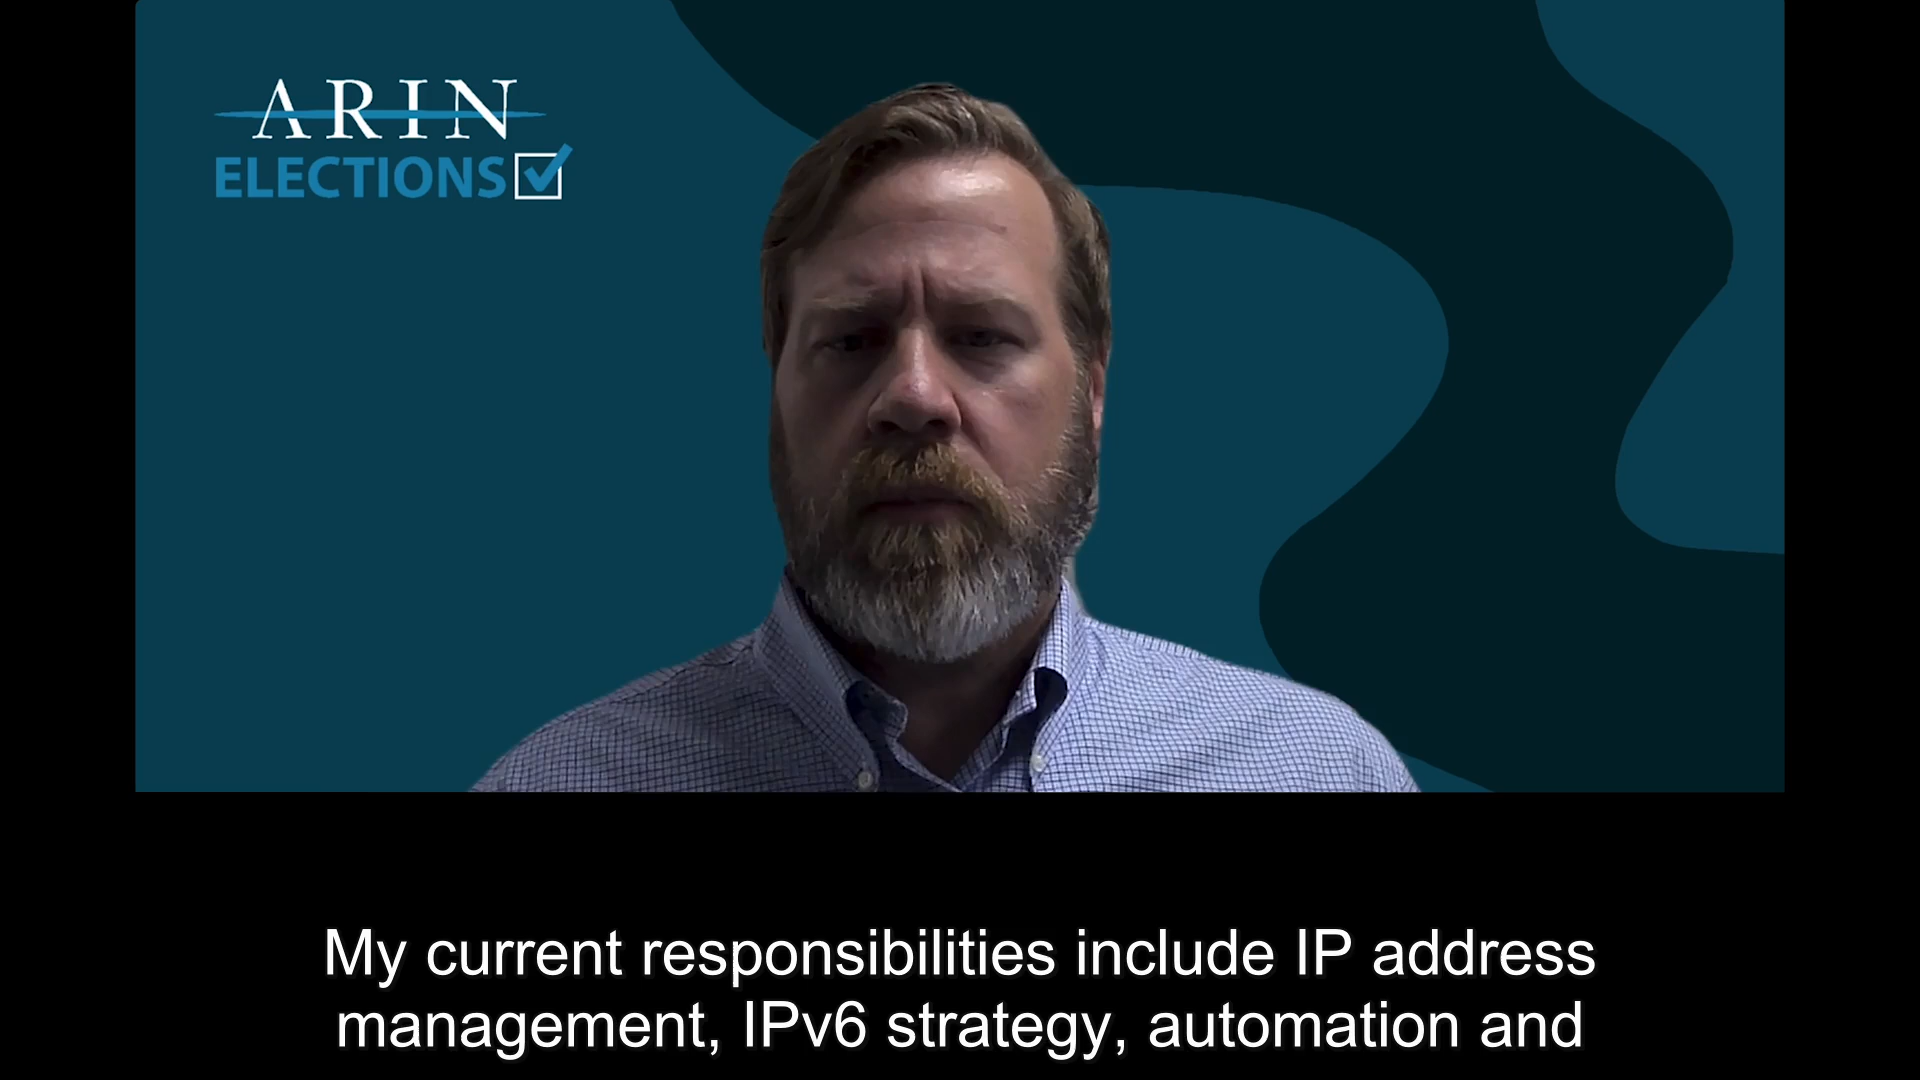 ARIN
ELECTIONS
My current responsibilities include IP address
management, IPv6 strategy, automation and